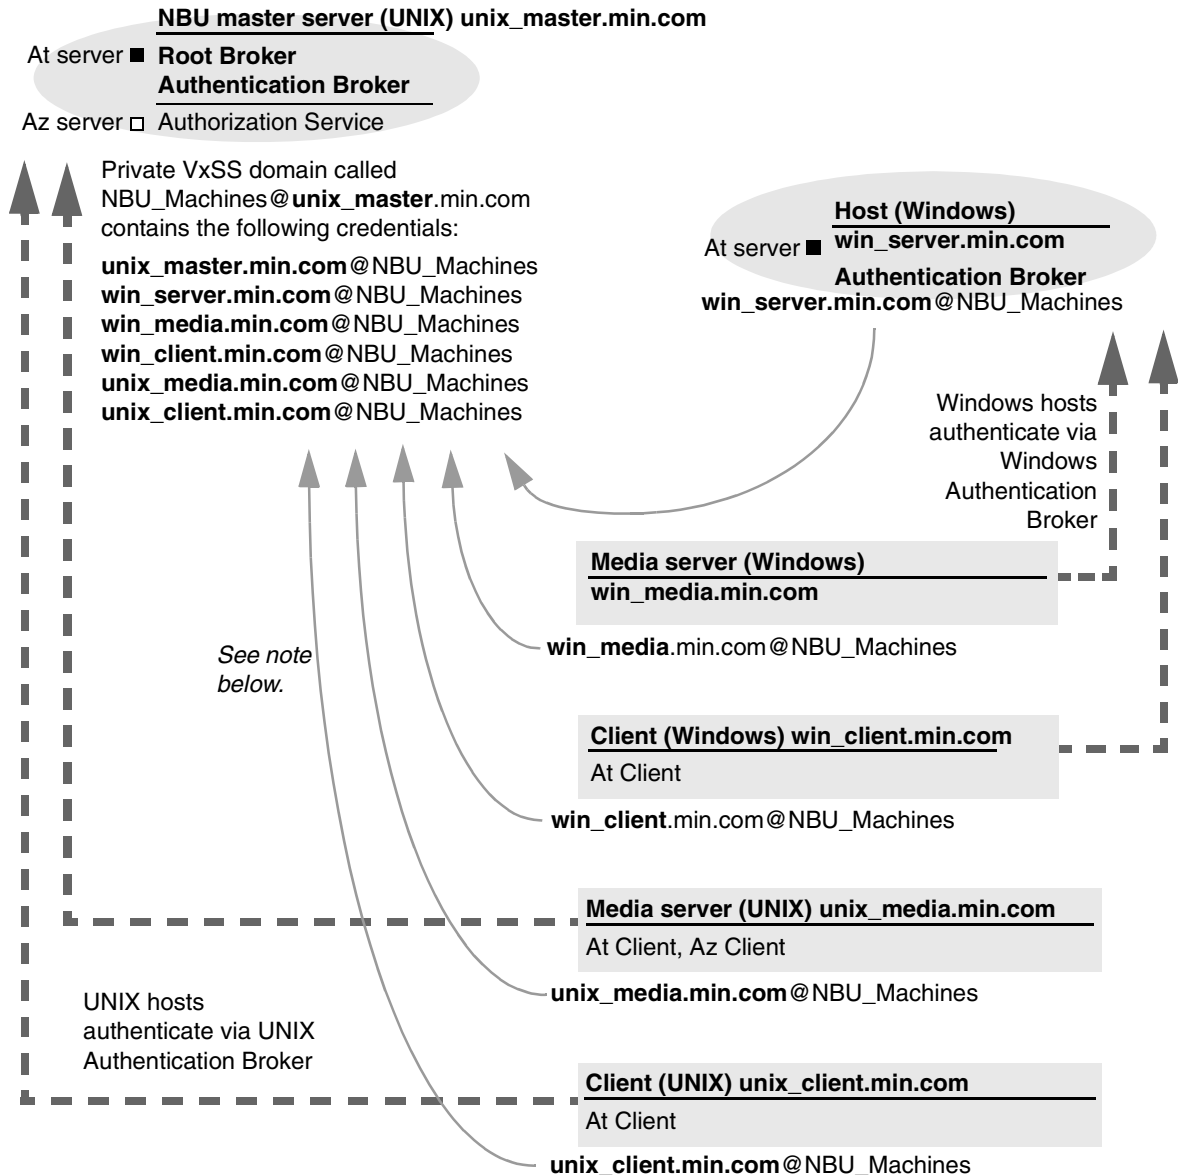 NBU master server (UNIX) unix_master.min.com
At server
Root Broker
Authentication Broker
Az server
Authorization Service
Private VxSS domain called
NBU_Machines@unix_master.min.com
contains the following credentials:
unix_master.min.com@NBU_Machines
win_server.min.com@NBU_Machines
win_media.min.com@NBU_Machines
win_client.min.com@NBU_Machines
unix_media.min.com@NBU_Machines
unix_client.min.com@NBU_Machines
Host (Windows)
At server
win_server.min.com
Authentication Broker
win_server.min.com@NBU_Machines
Windows hosts
authenticate via
Windows
Authentication
Broker
Media server (Windows)
win_media.min.com
win_media.min.com@NBU_Machines
See note
below.
Client (Windows) win_client.min.com
At Client
win_client.min.com@NBU_Machines
Media server (UNIX) unix_media.min.com
At Client, Az Client
unix_media.min.com@NBU_Machines
UNIX hosts
authenticate via UNIX
Authentication Broker
Client (UNIX) unix_client.min.com
At Client
unix_client.min.com@NBU_Machines